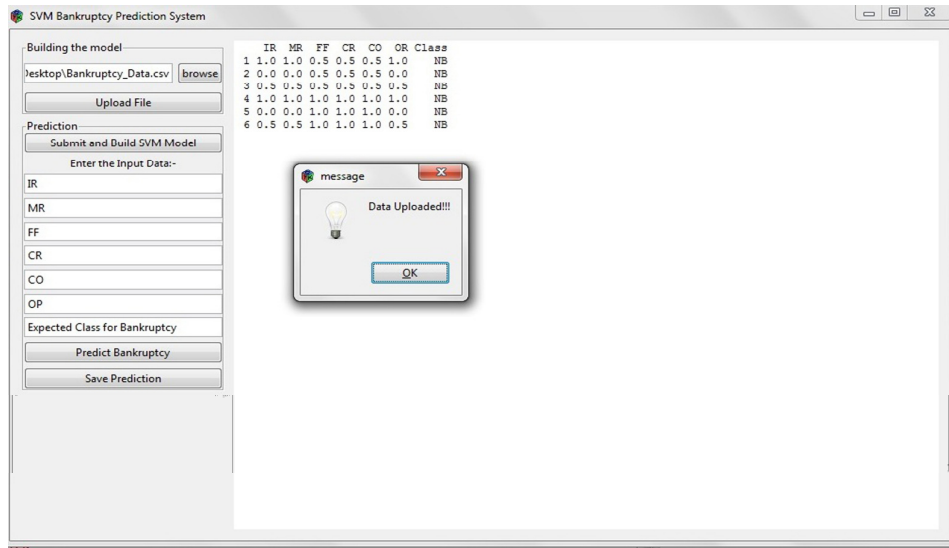 SVM Bankruptcy Prediction System
Building the model
Desktop\Bankruptcy_Data.csv browse
Upload File
Prediction
Submit and Build SVM Model
Enter the Input Data:-
IR
MR
FF
CR
CO
OP
Expected Class for Bankruptcy
Predict Bankruptcy
Save Prediction
IR MR FF CR CO OR Class
1 1.0 1.0 0.5 0.5 0.5 1.0 NB
2 0.0 0.0 0.5 0.5 0.5 0.0 NB
3 0.5 0.5 0.5 0.5 0.5 0.5 NB
4 1.0 1.0 1.0 1.0 1.0 1.0 NB
5 0.0 0.0 1.0 1.0 1.0 0.0 NB
6 0.5 0.5 1.0 1.0 1.0 0.5 NB
message
Data Uploaded!!!
OK